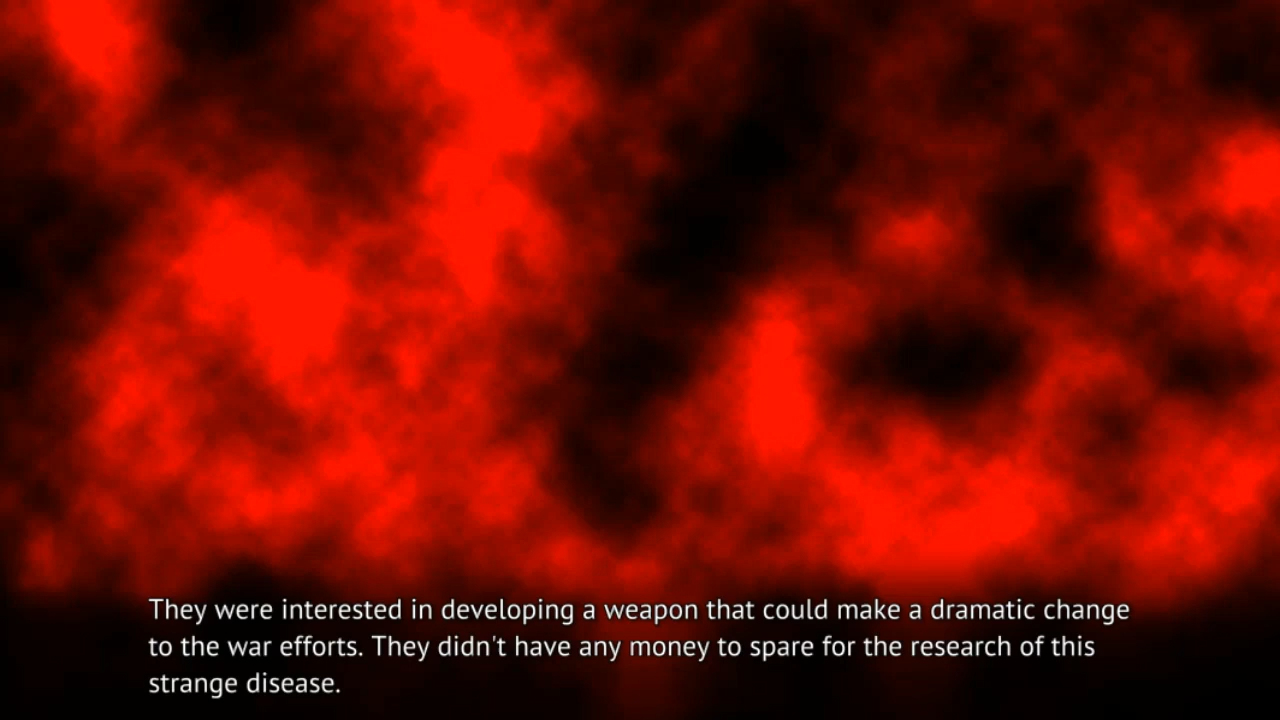 They were interested in developing a weapon that could make a dramatic change
to the war efforts. They didn't have any money to spare for the research of this
strange disease.